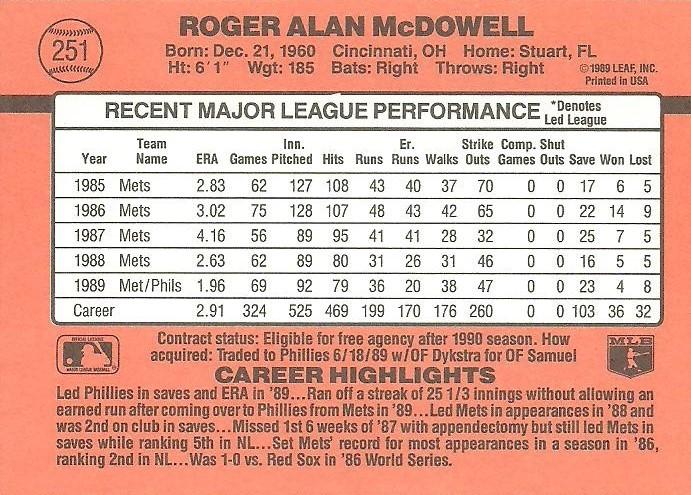 251
ROGER ALAN McDOWELL
Born: Dec. 21, 1960 Cincinnati, OH Home: Stuart, FL
Ht: 6'1" Wgt: 185 Bats: Right Throws: Right
©1989 LEAF, INC.
Printed in USA
RECENT MAJOR LEAGUE PERFORMANCE *Denotes
Led League
Year Team Name ERA Games Inn. Pitched Hits Runs Er. Runs Walks Strike Outs Comp. Games Shut Outs Save Won Lost
1985 Mets 2.83 62 127 108 43 40 37 70 0 0 17 6 5
1986 Mets 3.02 75 128 107 48 43 42 65 0 0 22 14 9
1987 Mets 4.16 56 89 95 41 41 28 32 0 0 25 7 5
1988 Mets 2.63 62 89 80 31 26 31 46 0 0 16 5 5
1989 Met/Phils 1.96 69 92 79 36 20 38 47 0 0 23 4 8
Career 2.91 324 525 469 199 170 176 260 0 0 103 36 32
Contract status: Eligible for free agency after 1990 season. How
acquired: Traded to Phillies 6/18/89 w/OF Dykstra for OF Samuel
MLB
CAREER HIGHLIGHTS
Led Phillies in saves and ERA in '89...Ran off a streak of 25 1/3 innings without allowing an
earned run after coming over to Phillies from Mets in '89...Led Mets in appearances in '88 and
was 2nd on club in saves...Missed 1st 6 weeks of '87 with appendectomy but still led Mets in
saves while ranking 5th in NL...Set Mets' record for most appearances in a season in '86,
ranking 2nd in NL...Was 1-0 vs. Red Sox in '86 World Series.